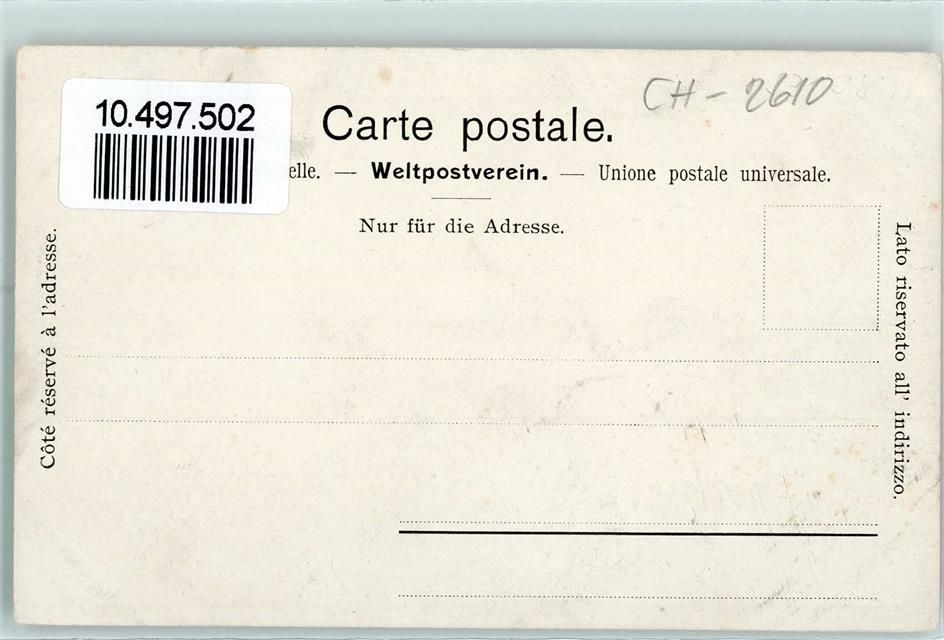 CH - 2610
10.497.502
Carte postale.
elle. — Weltpostverein. — Unione postale universale.
Nur für die Adresse.
Côté réservé à l'adresse.
Lato riservato all' indirizzo.